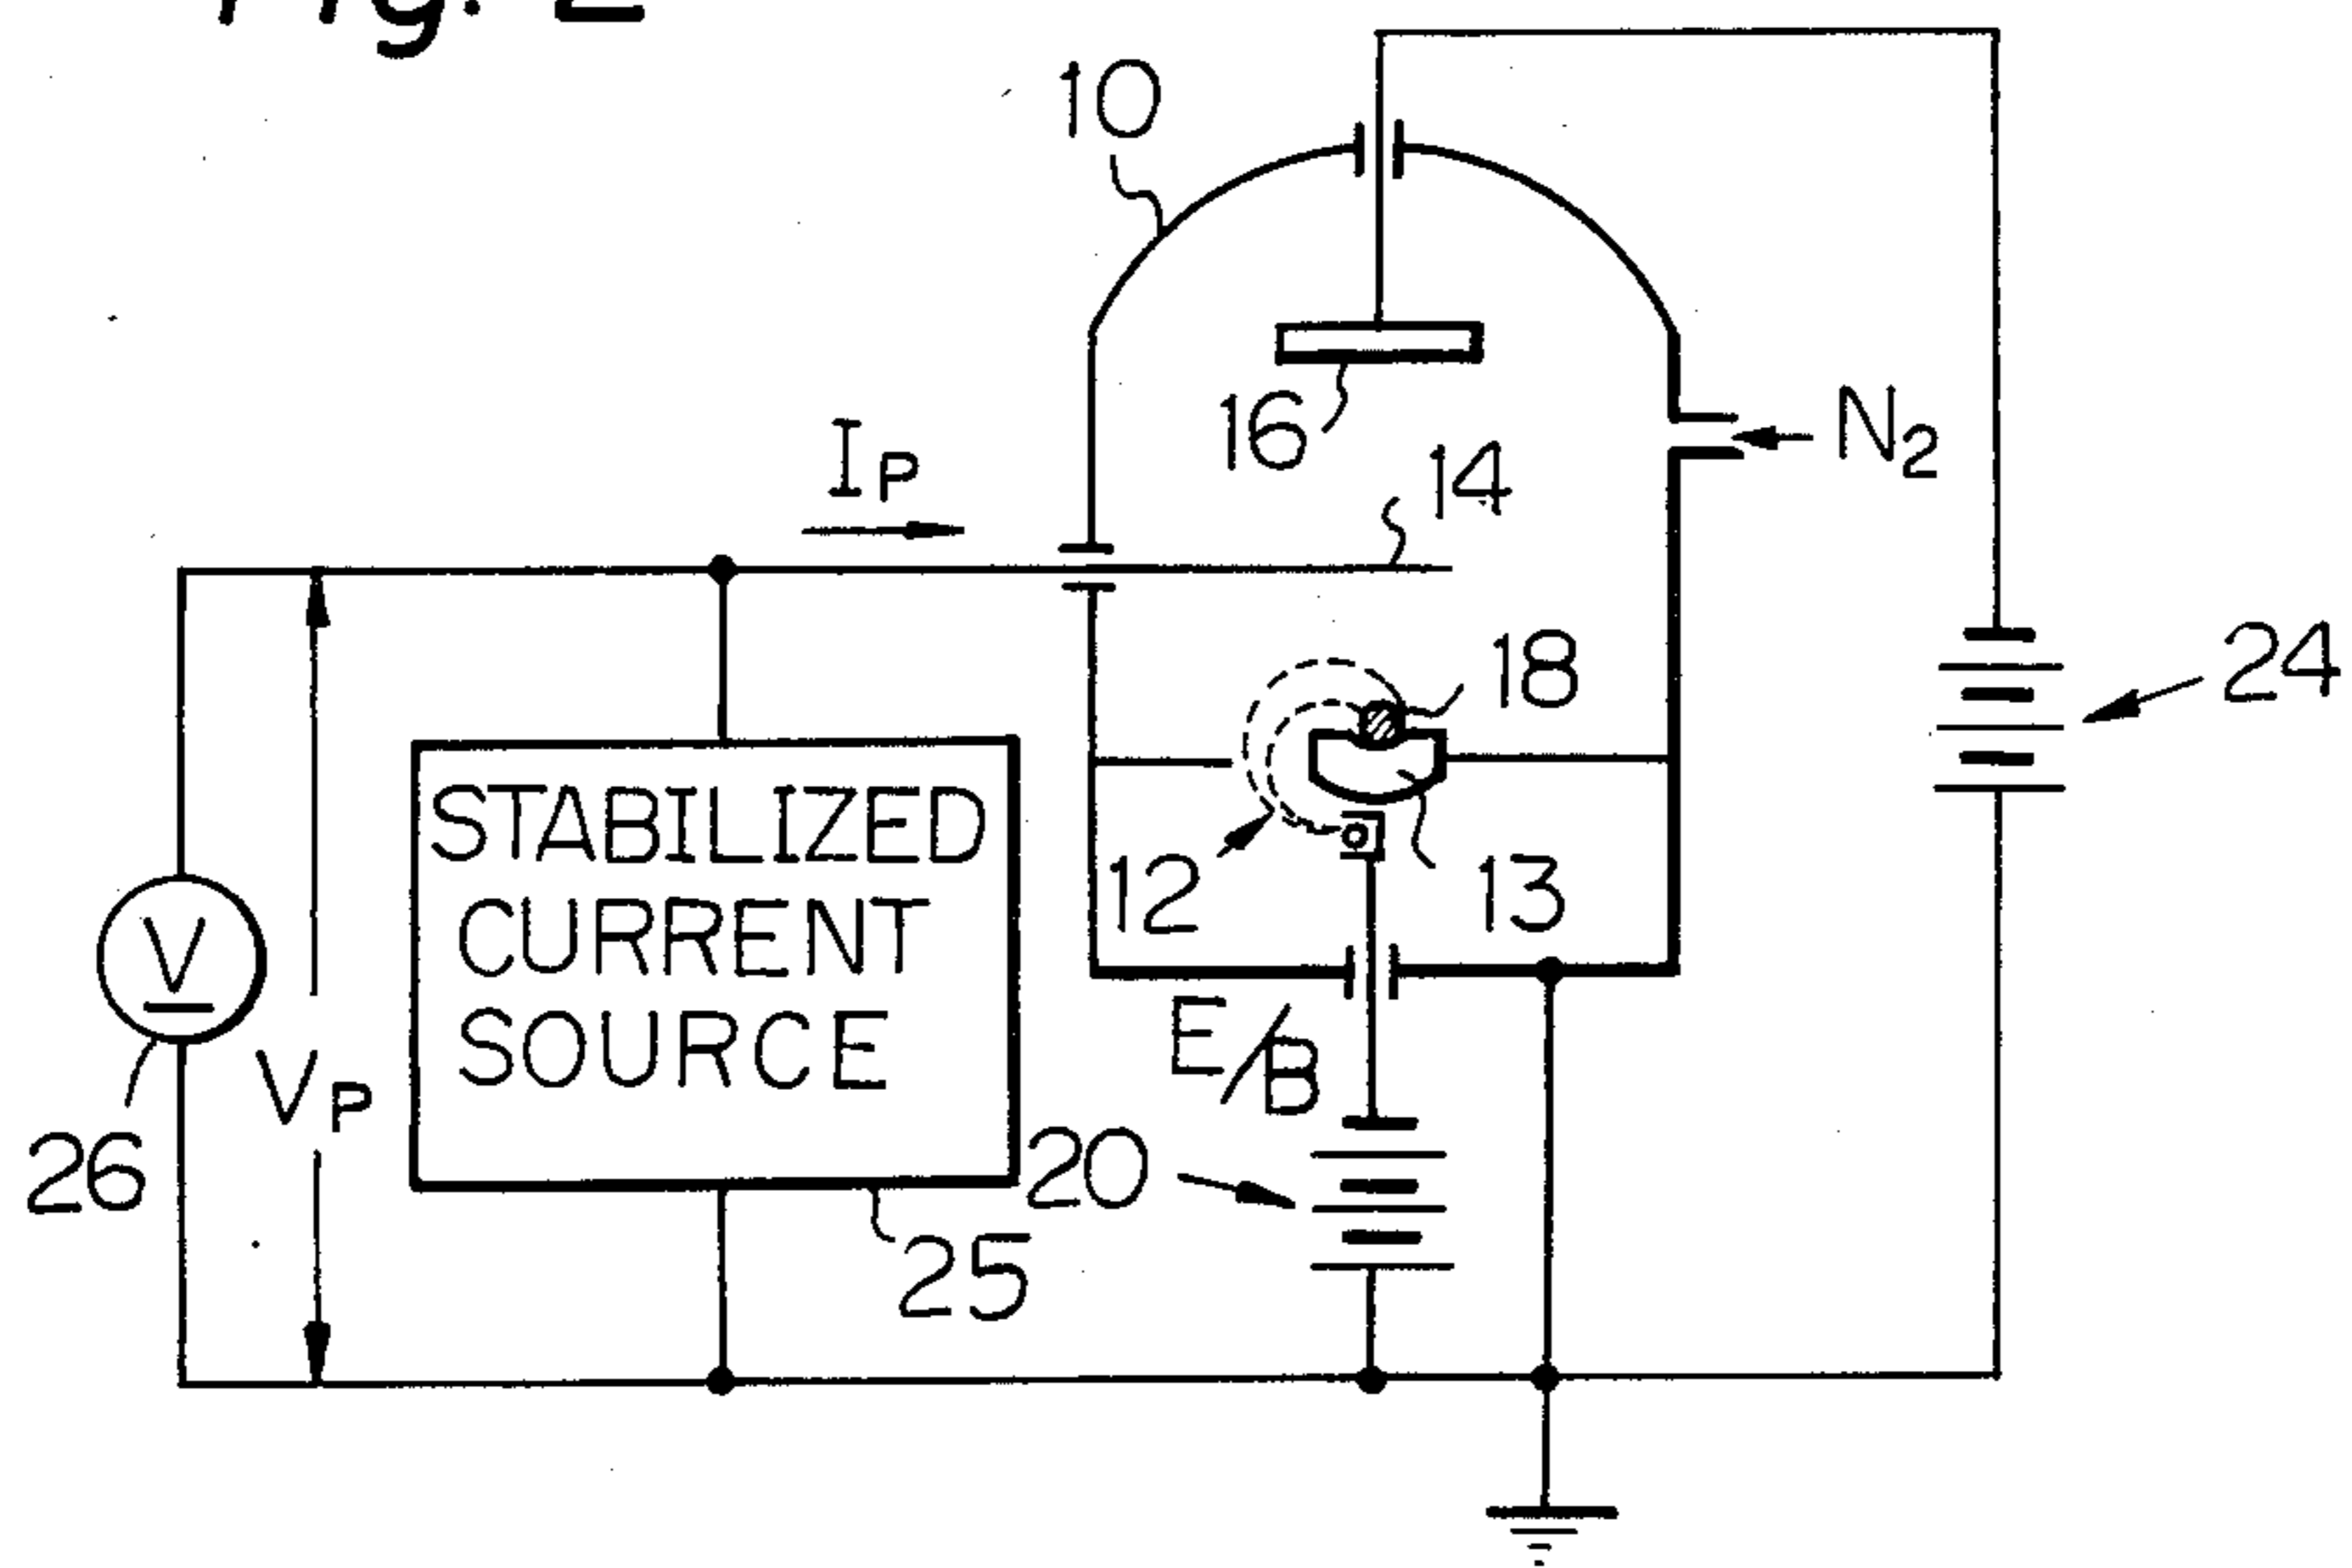 Fig. 2
10
16
N2
IP
14
18
24
STABILIZED
CURRENT
SOURCE
12
13
V
VP
E/B
26
20
25